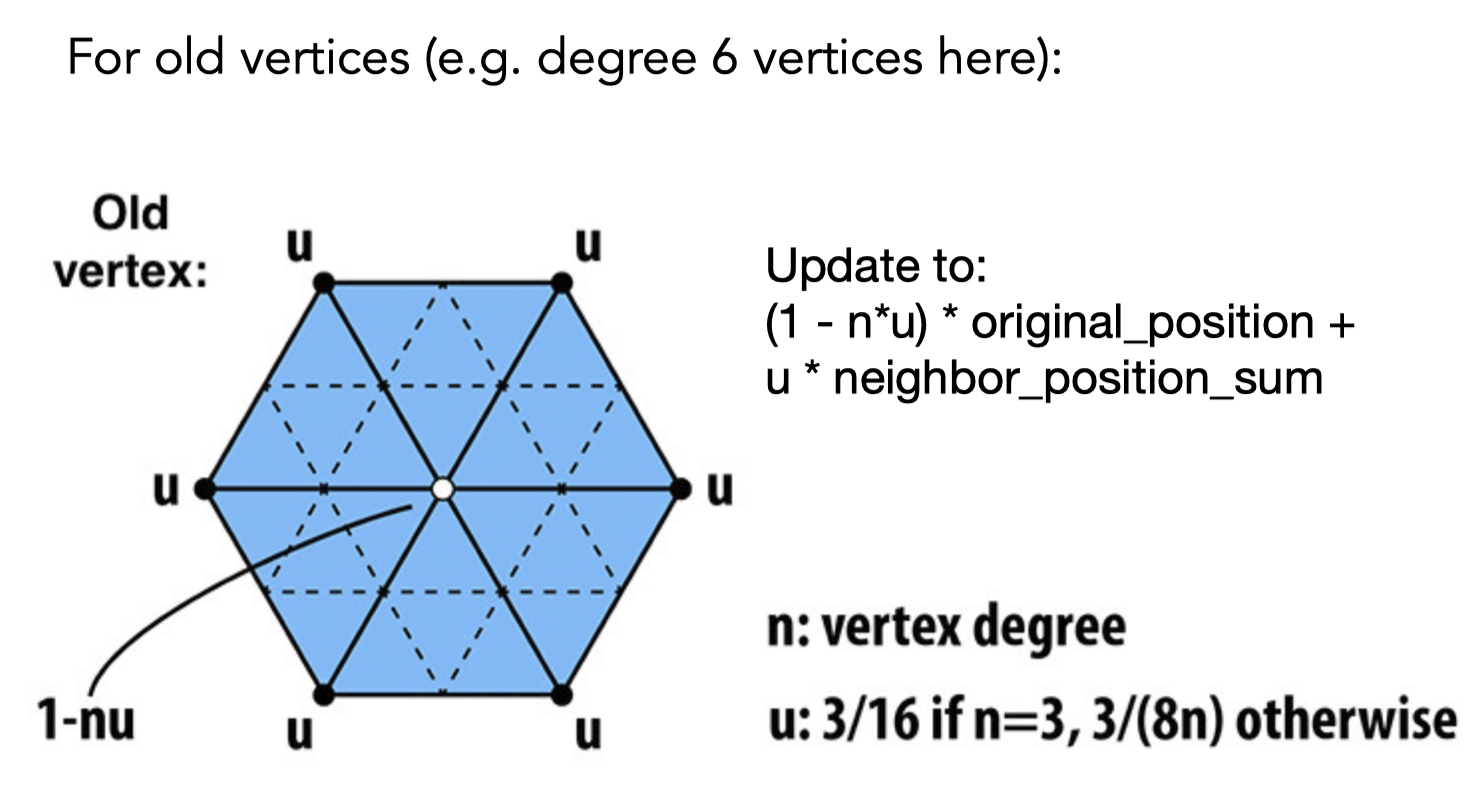 For old vertices (e.g. degree 6 vertices here):
Old
vertex:
u
u
u
u
1-nu
u
u
Update to:
(1 - n*u) * original_position +
u * neighbor_position_sum
n: vertex degree
u: 3/16 if n=3, 3/(8n) otherwise